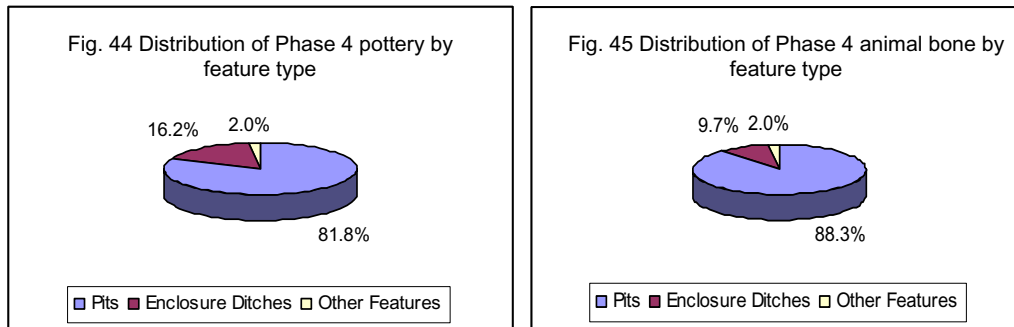 Fig. 44 Distribution of Phase 4 pottery by
feature type
16.2%
2.0%
81.8%
Pits Enclosure Ditches Other Features
Fig. 45 Distribution of Phase 4 animal bone by
feature type
9.7%
2.0%
88.3%
Pits Enclosure Ditches Other Features